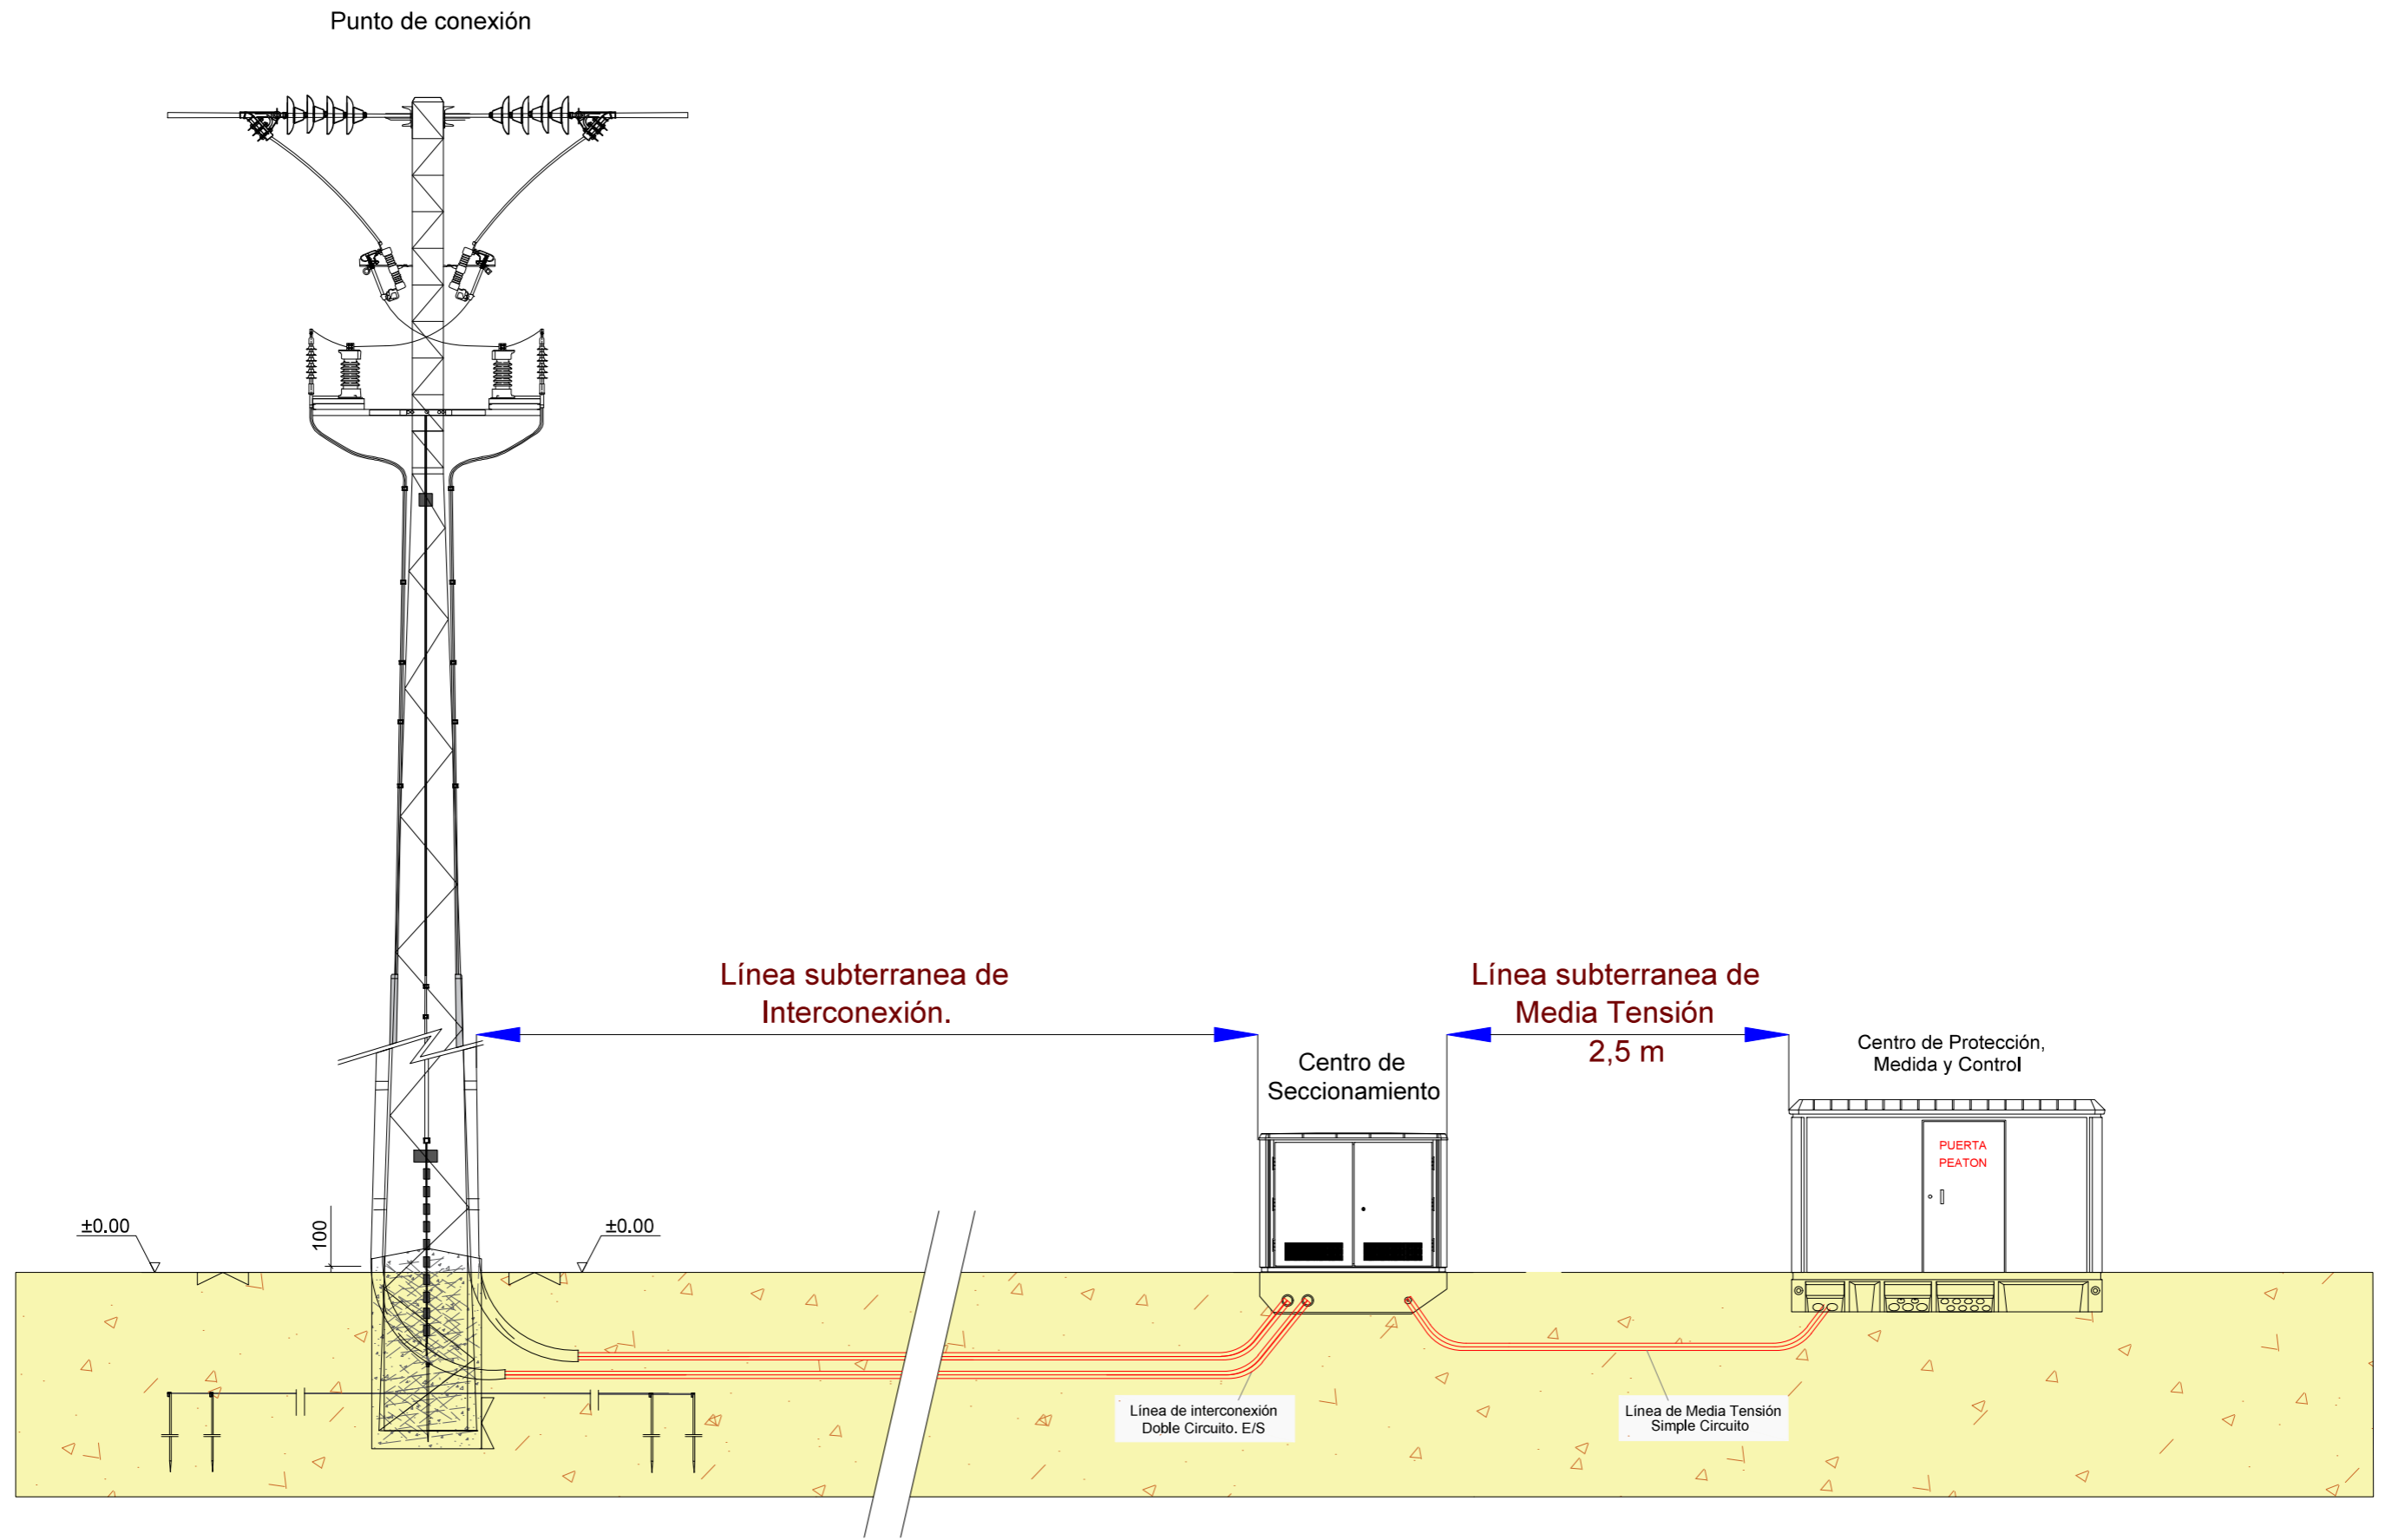 Punto de conexión
Línea subterranea de
Interconexión.
Línea subterranea de
Media Tensión
2,5 m
Centro de
Seccionamiento
Centro de Protección,
Medida y Control
PUERTA
PEATON
±0.00
100
±0.00
Línea de interconexión
Doble Circuito. E/S
Línea de Media Tensión
Simple Circuito